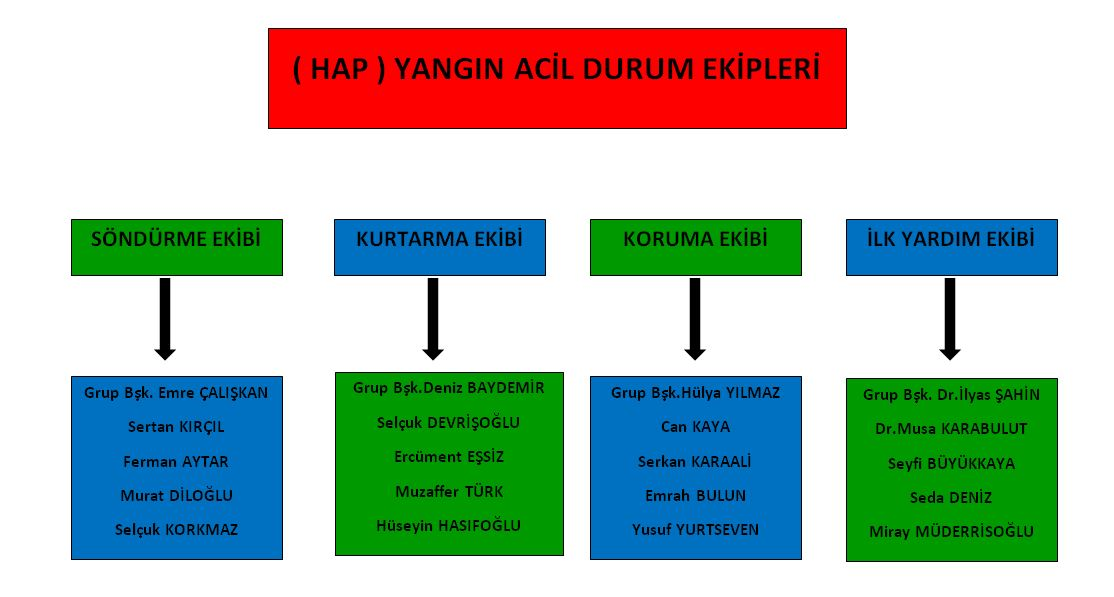 ( HAP ) YANGIN ACİL DURUM EKİPLERİ
SÖNDÜRME EKİBİ
Grup Bşk. Emre ÇALIŞKAN
Sertan KIRÇIL
Ferman AYTAR
Murat DİLOĞLU
Selçuk KORKMAZ
KURTARMA EKİBİ
Grup Bşk.Deniz BAYDEMİR
Selçuk DEVRİŞOĞLU
Ercüment EŞSİZ
Muzaffer TÜRK
Hüseyin HASIFOĞLU
KORUMA EKİBİ
Grup Bşk.Hülya YILMAZ
Can KAYA
Serkan KARAALİ
Emrah BULUN
Yusuf YURTSEVEN
İLK YARDIM EKİBİ
Grup Bşk. Dr.İlyas ŞAHİN
Dr.Musa KARABULUT
Seyfi BÜYÜKKAYA
Seda DENİZ
Miray MÜDERRİSOĞLU